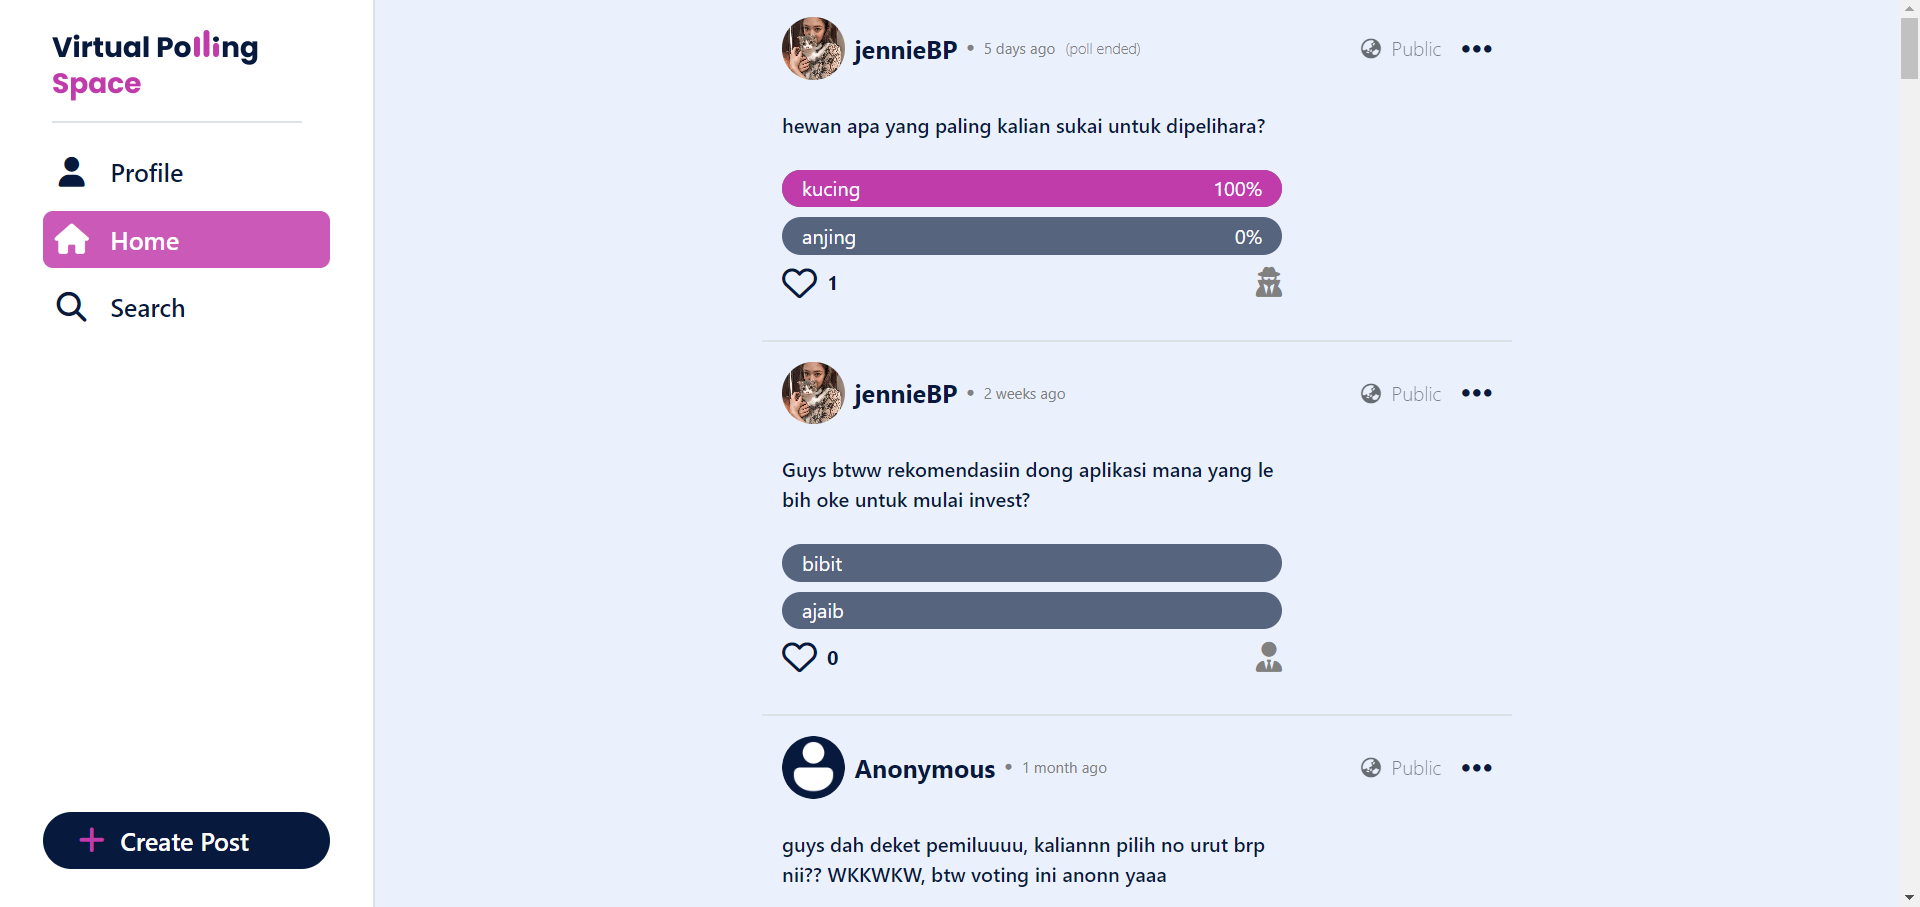 Virtual Polling
Space
Profile
Home
Search
Create Post
jennieBP • 5 days ago (poll ended) Public
hewan apa yang paling kalian sukai untuk dipelihara?
kucing 100%
anjing 0%
1
jennieBP • 2 weeks ago Public
Guys btww rekomendasiin dong aplikasi mana yang le
bih oke untuk mulai invest?
bibit
ajaib
0
Anonymous • 1 month ago Public
guys dah deket pemiluuuu, kaliannn pilih no urut brp
nii?? WKKWKW, btw voting ini anonn yaaa